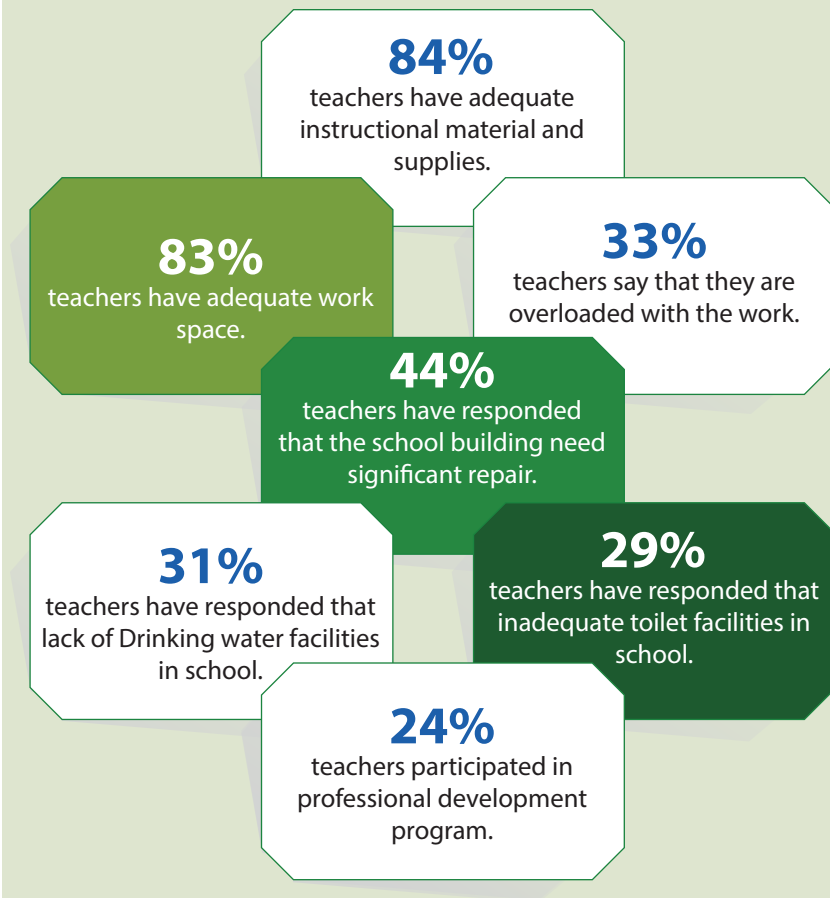 84%
teachers have adequate
instructional material and
supplies.
83%
teachers have adequate work
space.
33%
teachers say that they are
overloaded with the work.
44%
teachers have responded
that the school building need
significant repair.
31%
teachers have responded that
lack of Drinking water facilities
in school.
29%
teachers have responded that
inadequate toilet facilities in
school.
24%
teachers participated in
professional development
program.